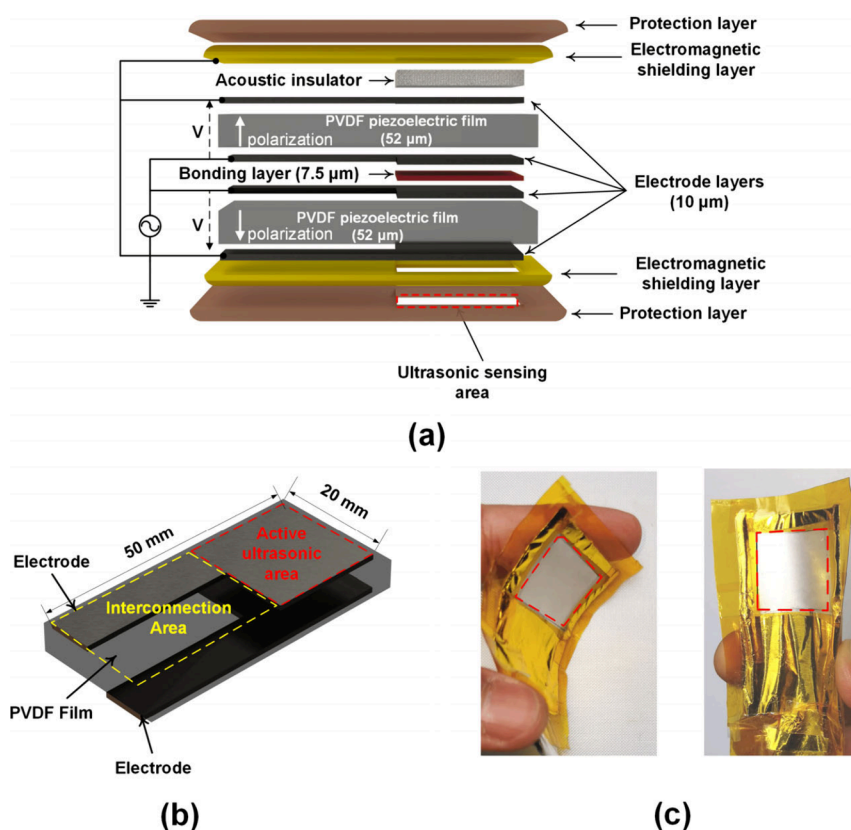 Protection layer
Electromagnetic
shielding layer
Acoustic insulator
V
PVDF piezoelectric film
polarization
(52 µm)
Bonding layer (7.5 µm)
Electrode layers
(10 µm)
V
PVDF piezoelectric film
polarization
(52 µm)
Electromagnetic
shielding layer
Protection layer
Ultrasonic sensing
area
(a)
50 mm
20 mm
Active
ultrasonic
area
Electrode
Interconnection
Area
PVDF Film
Electrode
(b)
(c)